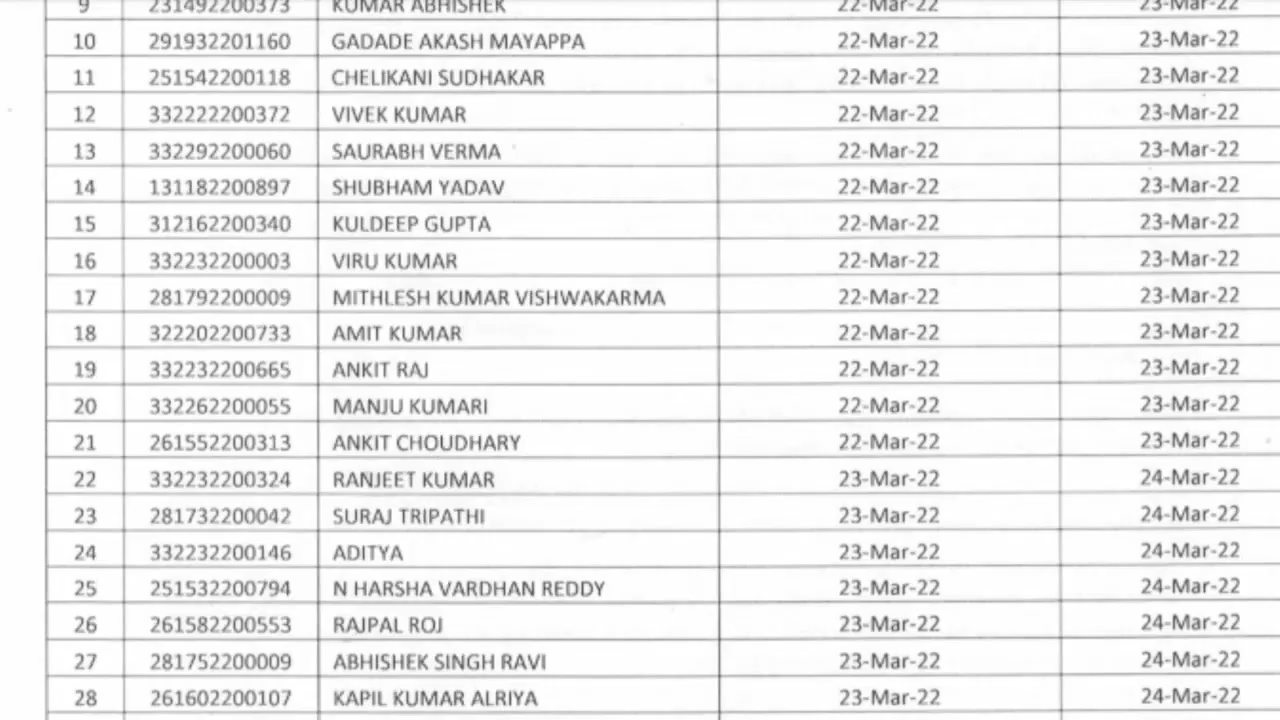 9 231492200373 KUMAR ABHISHEK 22-Mar-22 23-Mar-22
10 291932201160 GADADE AKASH MAYAPPA 22-Mar-22 23-Mar-22
11 251542200118 CHELIKANI SUDHAKAR 22-Mar-22 23-Mar-22
12 332222200372 VIVEK KUMAR 22-Mar-22 23-Mar-22
13 332292200060 SAURABH VERMA 22-Mar-22 23-Mar-22
14 131182200897 SHUBHAM YADAV 22-Mar-22 23-Mar-22
15 312162200340 KULDEEP GUPTA 22-Mar-22 23-Mar-22
16 332232200003 VIRU KUMAR 22-Mar-22 23-Mar-22
17 281792200009 MITHLESH KUMAR VISHWAKARMA 22-Mar-22 23-Mar-22
18 322202200733 AMIT KUMAR 22-Mar-22 23-Mar-22
19 332232200665 ANKIT RAJ 22-Mar-22 23-Mar-22
20 332262200055 MANJU KUMARI 22-Mar-22 23-Mar-22
21 261552200313 ANKIT CHOUDHARY 22-Mar-22 23-Mar-22
22 332232200324 RANJEET KUMAR 23-Mar-22 24-Mar-22
23 281732200042 SURAJ TRIPATHI 23-Mar-22 24-Mar-22
24 332232200146 ADITYA 23-Mar-22 24-Mar-22
25 251532200794 N HARSHA VARDHAN REDDY 23-Mar-22 24-Mar-22
26 261582200553 RAJPAL ROJ 23-Mar-22 24-Mar-22
27 281752200009 ABHISHEK SINGH RAVI 23-Mar-22 24-Mar-22
28 261602200107 KAPIL KUMAR ALRIYA 23-Mar-22 24-Mar-22